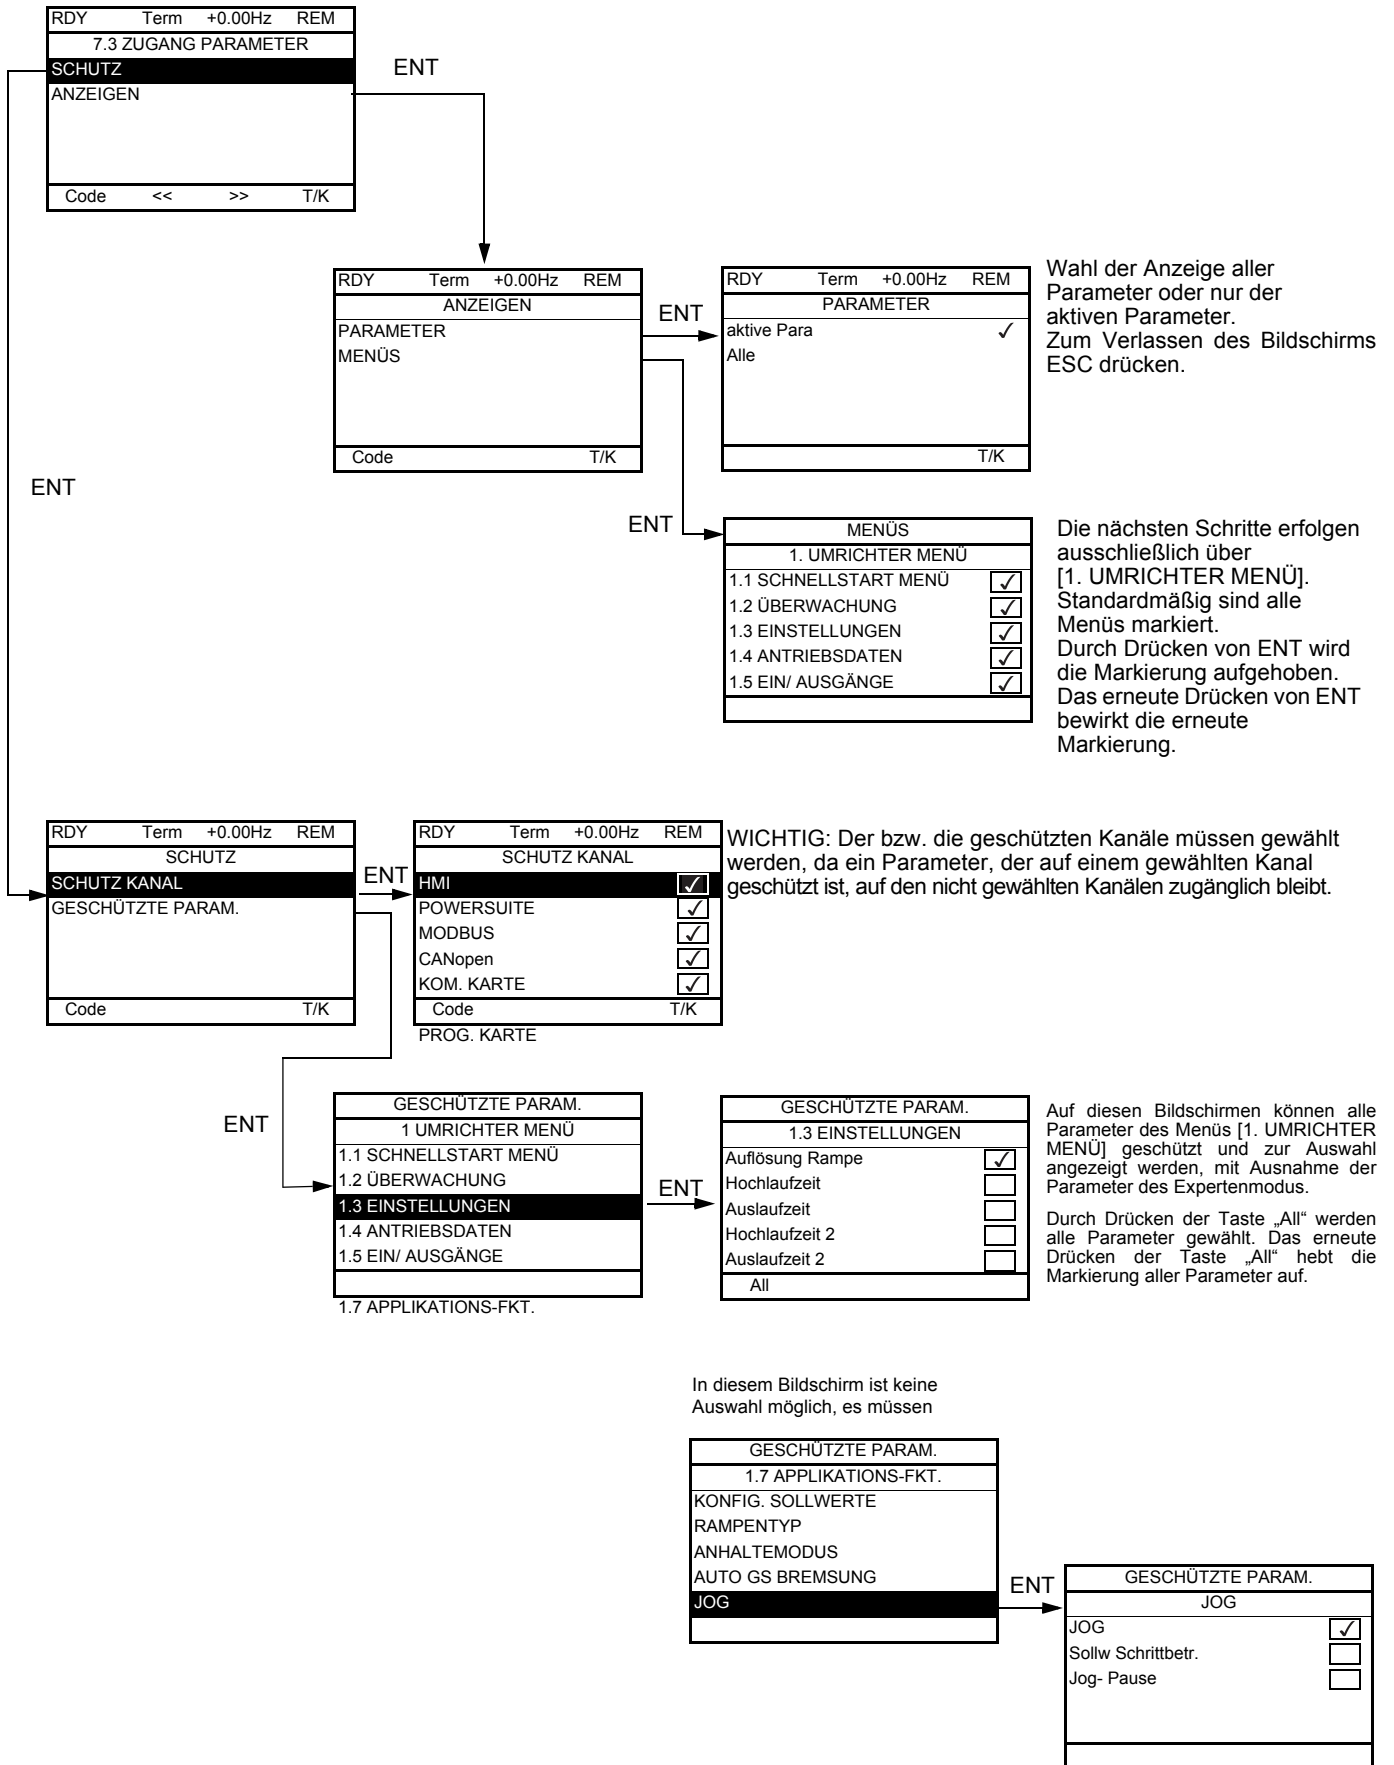 RDY Term +0.00Hz REM
7.3 ZUGANG PARAMETER
SCHUTZ
ANZEIGEN
Code << >> T/K
ENT
RDY Term +0.00Hz REM
ANZEIGEN
PARAMETER
MENÜS
Code T/K
ENT
RDY Term +0.00Hz REM
PARAMETER
aktive Para ✓
Alle
T/K
Wahl der Anzeige aller
Parameter oder nur der
aktiven Parameter.
Zum Verlassen des Bildschirms
ESC drücken.
ENT
ENT
MENÜS
1. UMRICHTER MENÜ
1.1 SCHNELLSTART MENÜ ✓
1.2 ÜBERWACHUNG ✓
1.3 EINSTELLUNGEN ✓
1.4 ANTRIEBSDATEN ✓
1.5 EIN/ AUSGÄNGE ✓
Die nächsten Schritte erfolgen
ausschließlich über
[1. UMRICHTER MENÜ].
Standardmäßig sind alle
Menüs markiert.
Durch Drücken von ENT wird
die Markierung aufgehoben.
Das erneute Drücken von ENT
bewirkt die erneute
Markierung.
RDY Term +0.00Hz REM
SCHUTZ
SCHUTZ KANAL
GESCHÜTZTE PARAM.
Code T/K
ENT
RDY Term +0.00Hz REM
SCHUTZ KANAL
HMI ✓
POWERSUITE ✓
MODBUS ✓
CANopen ✓
KOM. KARTE ✓
Code T/K
PROG. KARTE
WICHTIG: Der bzw. die geschützten Kanäle müssen gewählt
werden, da ein Parameter, der auf einem gewählten Kanal
geschützt ist, auf den nicht gewählten Kanälen zugänglich bleibt.
ENT
GESCHÜTZTE PARAM.
1 UMRICHTER MENÜ
1.1 SCHNELLSTART MENÜ
1.2 ÜBERWACHUNG
1.3 EINSTELLUNGEN
1.4 ANTRIEBSDATEN
1.5 EIN/ AUSGÄNGE
1.7 APPLIKATIONS-FKT.
ENT
GESCHÜTZTE PARAM.
1.3 EINSTELLUNGEN
Auflösung Rampe ✓
Hochlaufzeit
Auslaufzeit
Hochlaufzeit 2
Auslaufzeit 2
All
Auf diesen Bildschirmen können alle
Parameter des Menüs [1. UMRICHTER
MENÜ] geschützt und zur Auswahl
angezeigt werden, mit Ausnahme der
Parameter des Expertenmodus.
Durch Drücken der Taste „All“ werden
alle Parameter gewählt. Das erneute
Drücken der Taste „All“ hebt die
Markierung aller Parameter auf.
In diesem Bildschirm ist keine
Auswahl möglich, es müssen
GESCHÜTZTE PARAM.
1.7 APPLIKATIONS-FKT.
KONFIG. SOLLWERTE
RAMPENTYP
ANHALTEMODUS
AUTO GS BREMSUNG
JOG
ENT
GESCHÜTZTE PARAM.
JOG
JOG ✓
Sollw Schrittbetr.
Jog- Pause